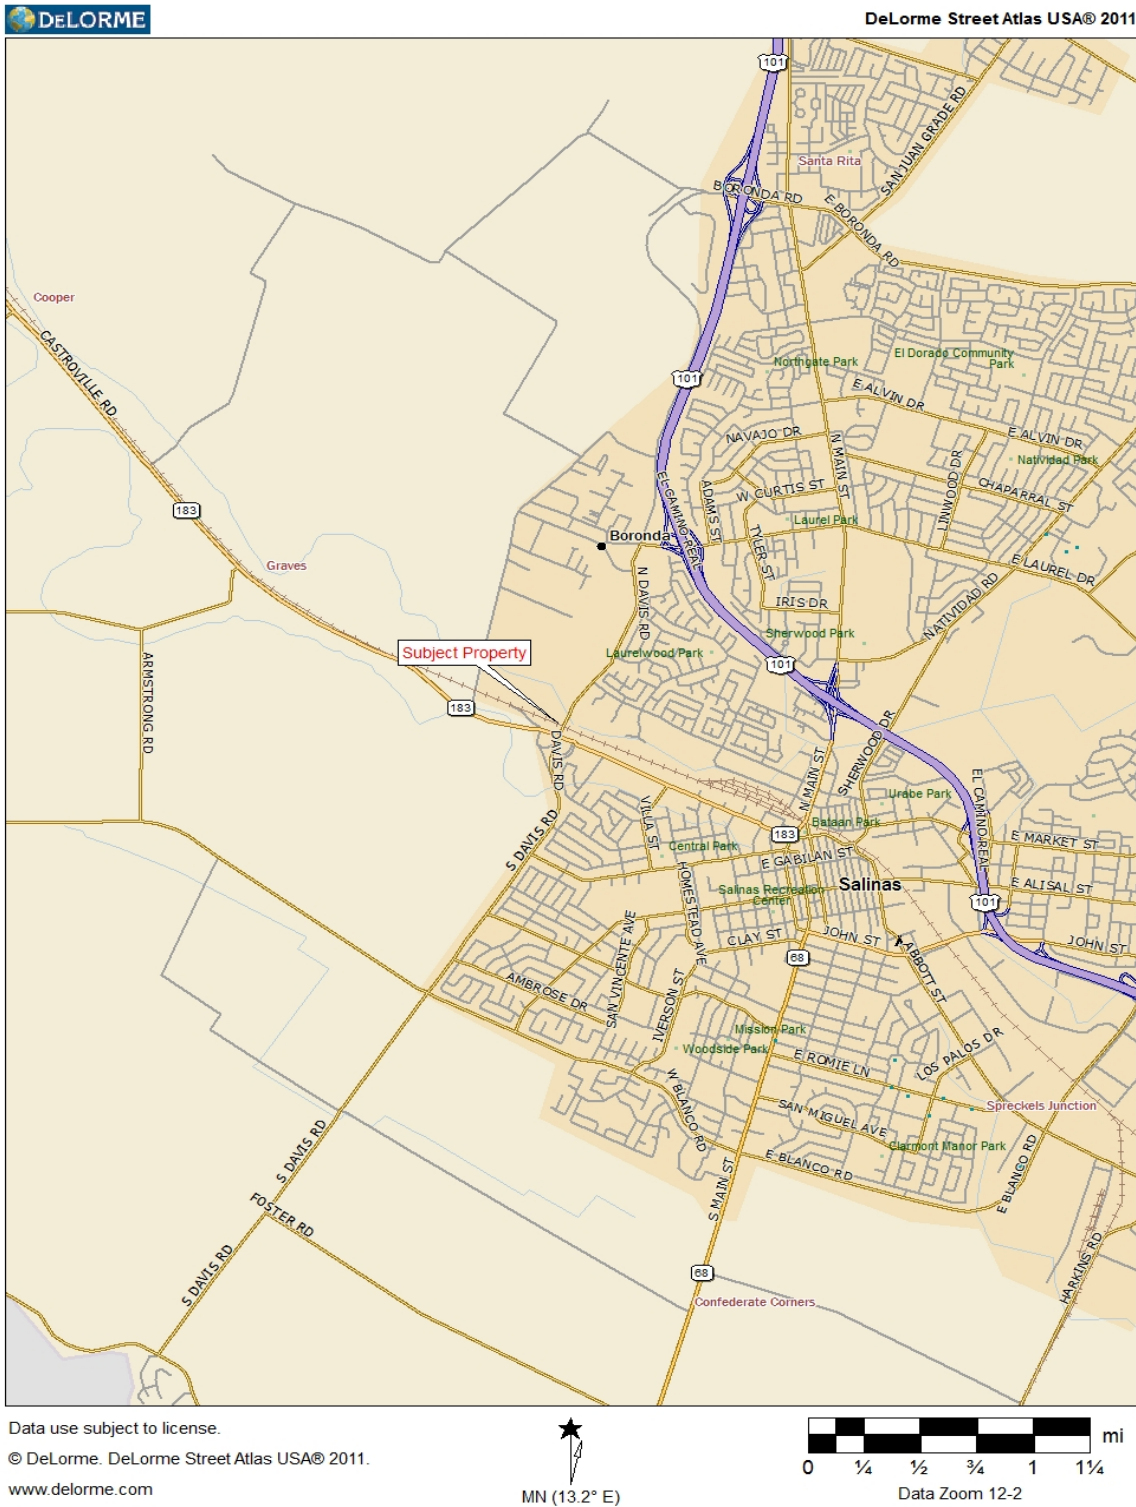 DELORME
DeLorme Street Atlas USA® 2011
101
SAN JUAN GRADE RD
Santa Rita
BORONDA RD
E BORONDA RD
Cooper
CASTROVILLE RD
Northgate Park
El Dorado Community
Park
101
E ALVIN DR
NAVAJO DR
E ALVIN DR
N MAIN ST
Natividad Park
LINWOOD DR
EL CAMINO REAL
ADAMS ST
W CURTIS ST
CHAPARRAL ST
183
Laurel Park
TYLER ST
Boronda
Graves
E LAUREL DR
N DAVIS RD
IRIS DR
NATIVIDAD RD
Sherwood Park
Subject Property
Laurelwood Park
101
ARMSTRONG RD
183
DAVIS RD
SHERWOOD DR
N MAIN ST
EL CAMINO REAL
Urabe Park
VILLA ST
Bataan Park
183
E MARKET ST
S DAVIS RD
Central Park
E GABILAN ST
HOMESTEAD AVE
Salinas Recreation
Center
Salinas
E ALISAL ST
101
SAN VINCENTE AVE
CLAY ST
JOHN ST
JOHN ST
68
ABBOTT ST
AMBROSE DR
IVERSON ST
Mission Park
Woodside Park
E ROMIE LN
LOS PALOS DR
W BLANCO RD
SAN MIGUEL AVE
Spreckels Junction
S DAVIS RD
Clarmont Manor Park
E BLANCO RD
E BLANCO RD
S MAIN ST
FOSTER RD
S DAVIS RD
HARKINS RD
68
Confederate Corners
Data use subject to license.
© DeLorme. DeLorme Street Atlas USA® 2011.
www.delorme.com
MN (13.2° E)
mi
0 ¼ ½ ¾ 1 1¼
Data Zoom 12-2